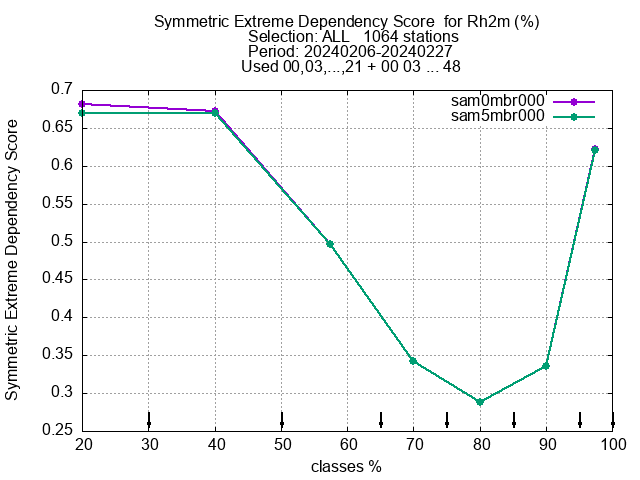 Symmetric Extreme Dependency Score for Rh2m (%)
Selection: ALL 1064 stations
Period: 20240206-20240227
Used 00,03,...,21 + 00 03 ... 48
sam0mbr000
sam5mbr000
Symmetric Extreme Dependency Score
0.7
0.65
0.6
0.55
0.5
0.45
0.4
0.35
0.3
0.25
20 30 40 50 60 70 80 90 100
classes %